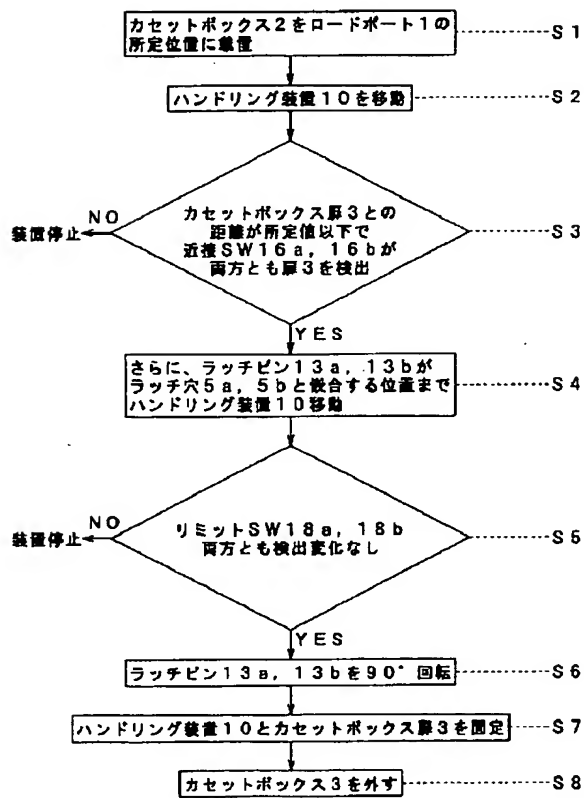 カセットボックス2をロードポート1の
所定位置に載置
S1
ハンドリング装置10を移動
S2
カセットボックス扉3との
距離が所定値以下で
近接SW16a，16bが
両方とも扉3を検出
S3
NO
装置停止
YES
さらに、ラッチピン13a，13bが
ラッチ穴5a，5bと嵌合する位置まで
ハンドリング装置10移動
S4
リミットSW18a，18b
両方とも検出変化なし
S5
NO
装置停止
YES
ラッチピン13a，13bを90°回転
S6
ハンドリング装置10とカセットボックス扉3を固定
S7
カセットボックス3を外す
S8